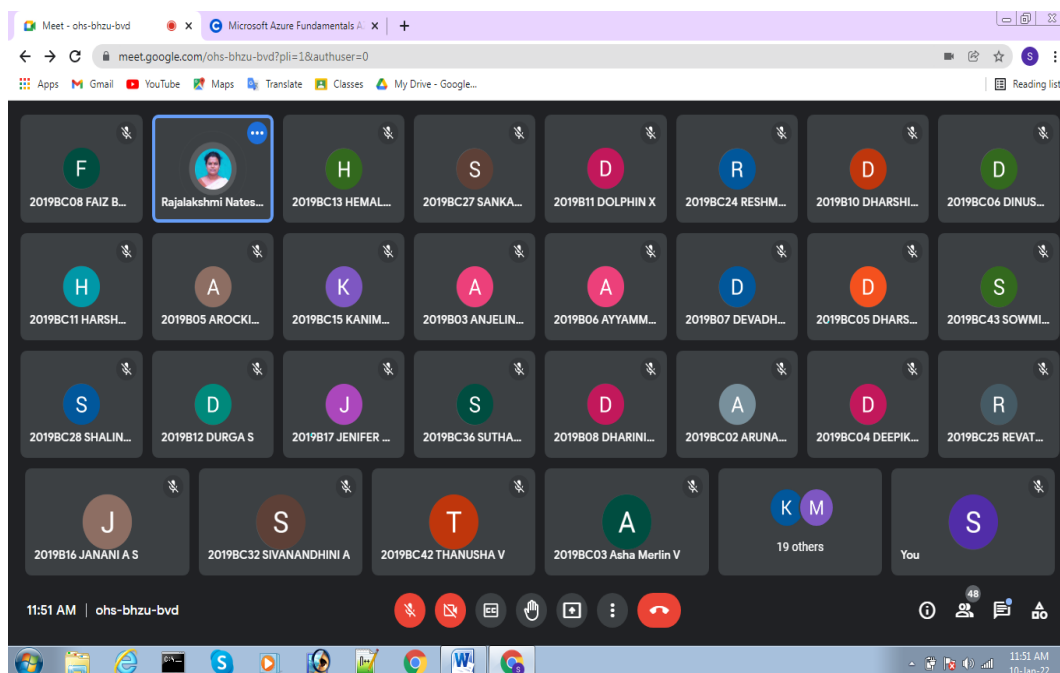 Meet - ohs-bhzu-bvd
Microsoft Azure Fundamentals A
meet.google.com/ohs-bhzu-bvd?pli=1&authuser=0
S
Apps Gmail YouTube Maps Translate Classes My Drive - Google... Reading list
F H S D R D D
2019BC08 FAIZ B... Rajalakshmi Nates... 2019BC13 HEMAL... 2019BC27 SANKA... 2019B11 DOLPHIN X 2019BC24 RESHM... 2019B10 DHARSHI... 2019BC06 DINUS...
H A K A A D D S
2019BC11 HARSH... 2019B05 AROCKI... 2019BC15 KANIM... 2019B03 ANJELIN... 2019B06 AYYAMM... 2019B07 DEVADH... 2019BC05 DHARS... 2019BC43 SOWMI...
S D J S D A D R
2019BC28 SHALIN... 2019B12 DURGA S 2019B17 JENIFER ... 2019BC36 SUTHA... 2019B08 DHARINI... 2019BC02 ARUNA... 2019BC04 DEEPIK... 2019BC25 REVAT...
J S T A K M S
2019B16 JANANI A S 2019BC32 SIVANANDHINI A 2019BC42 THANUSHA V 2019BC03 Asha Merlin V 19 others You
11:51 AM | ohs-bhzu-bvd
CC
48
11:51 AM
10-Jan-22